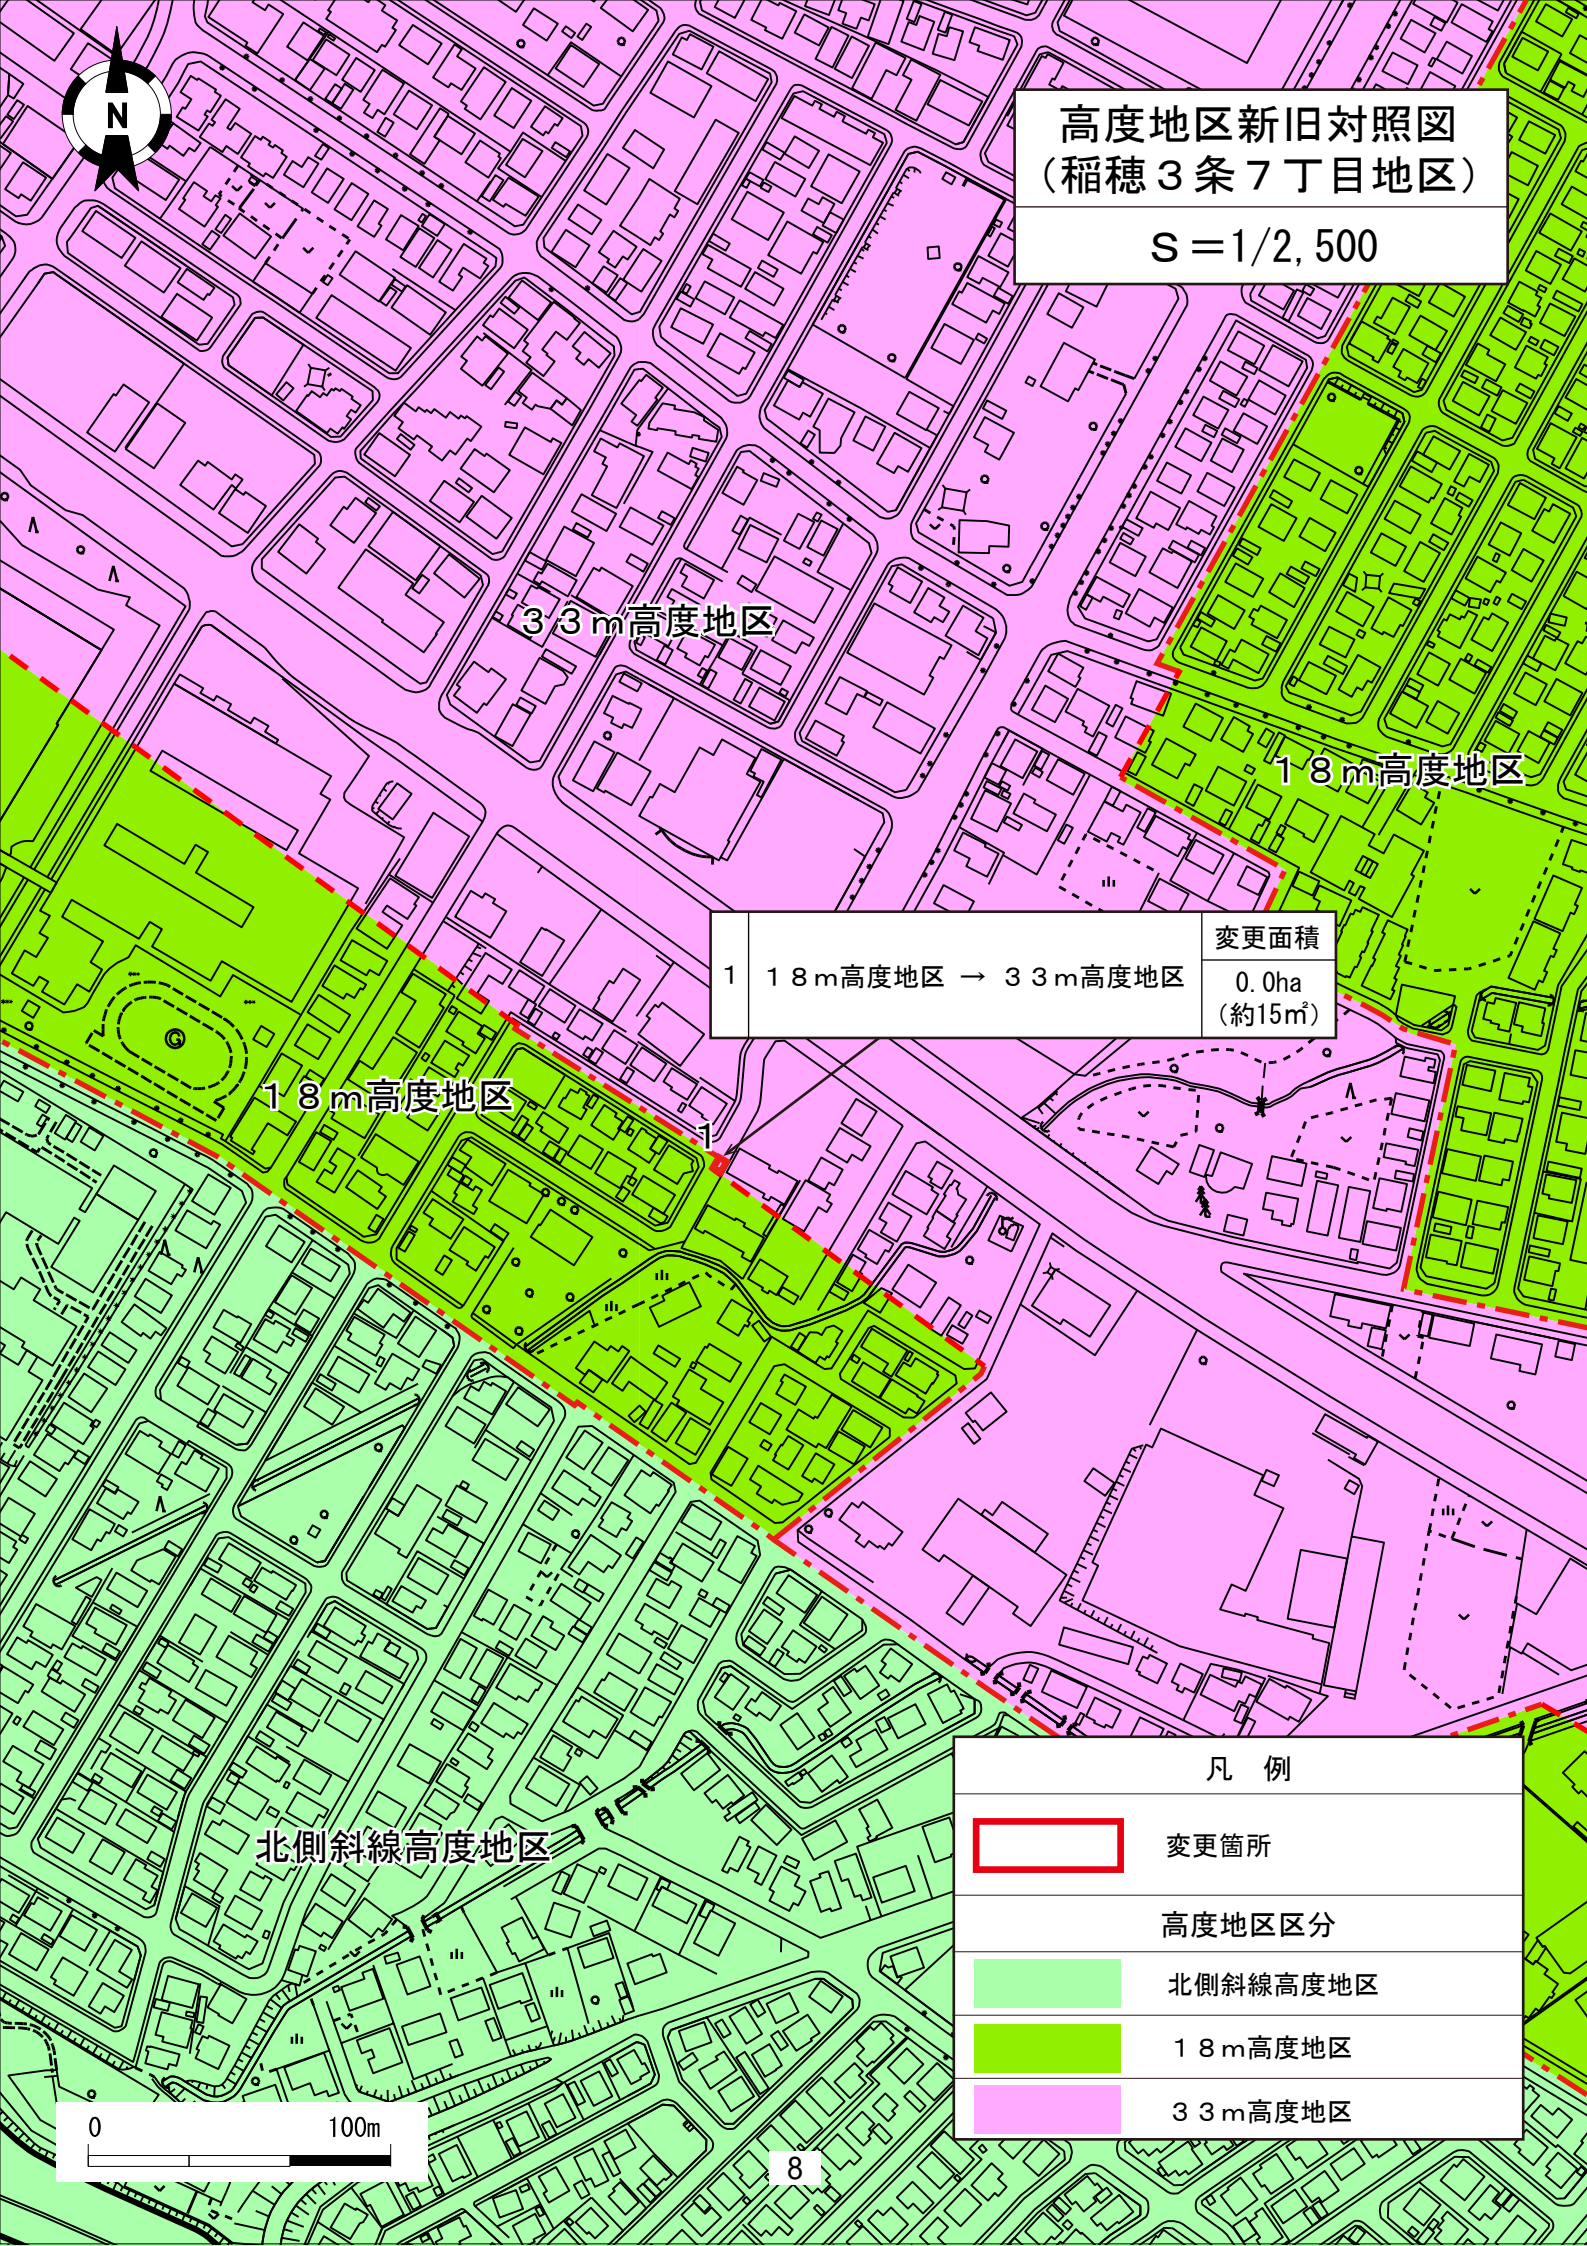 N
高度地区新旧対照図
（稲穂３条７丁目地区）
Ｓ＝1/2,500
３３ｍ高度地区
１８ｍ高度地区
1
１８ｍ高度地区 → ３３ｍ高度地区
変更面積
0.0ha
（約15㎡）
G
１８ｍ高度地区
1
北側斜線高度地区
凡　例
変更箇所
高度地区区分
北側斜線高度地区
１８ｍ高度地区
３３ｍ高度地区
0
100m
8